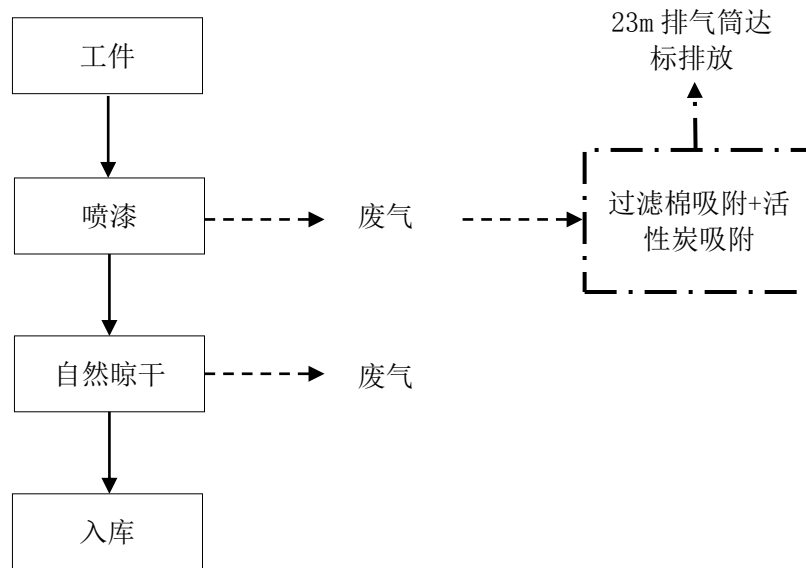 23m 排气筒达
标排放
工件
过滤棉吸附+活
性炭吸附
喷漆
废气
自然晾干
废气
入库